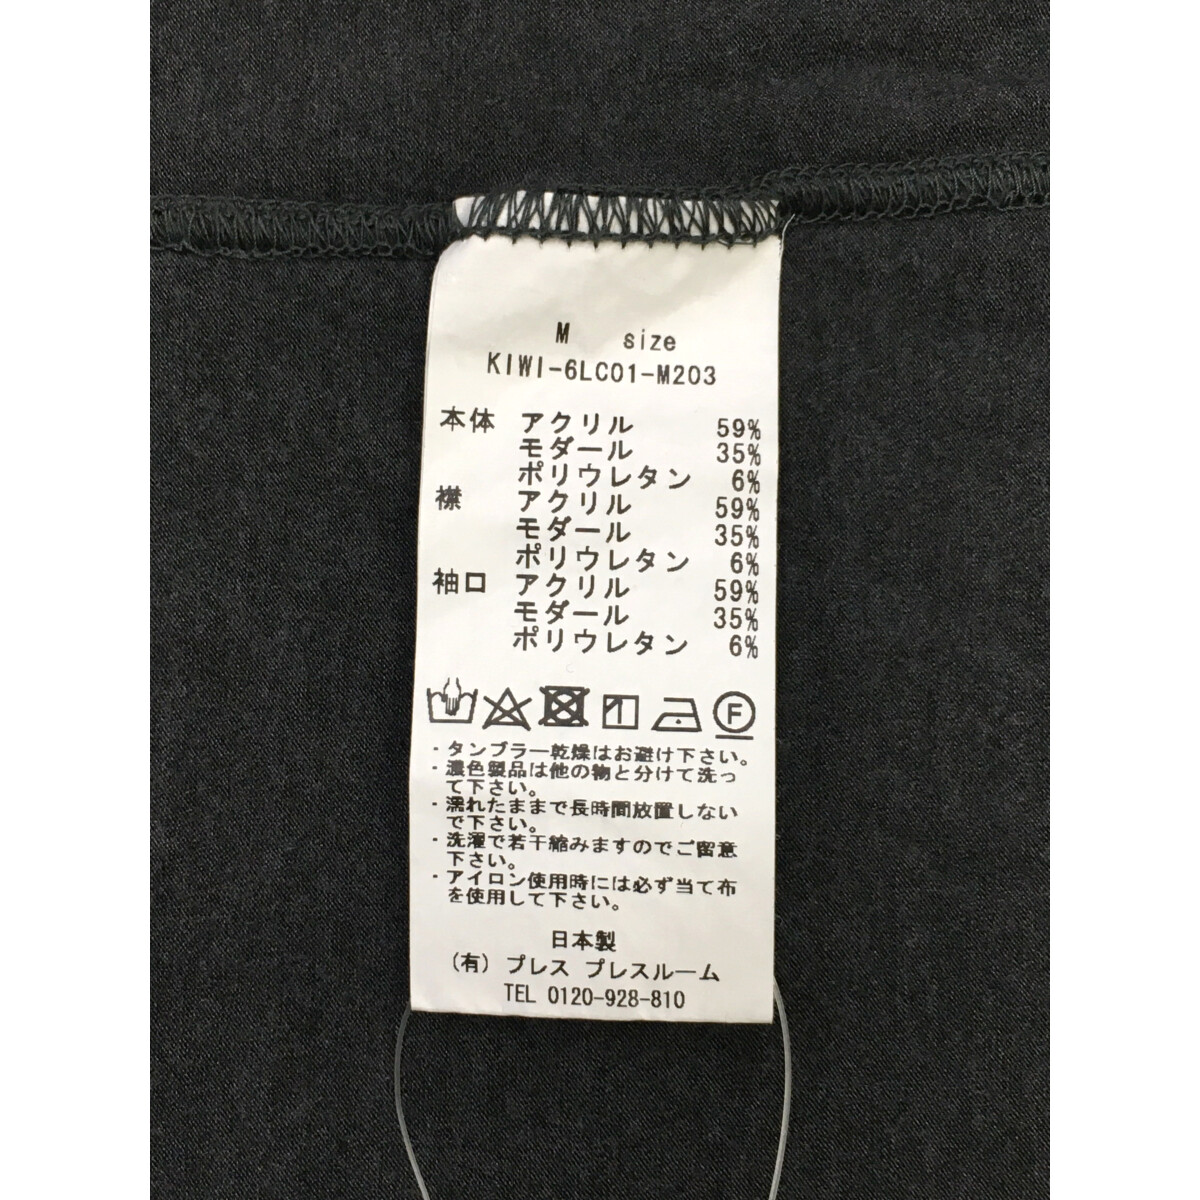 M size
KIWI-6LC01-M203
本体 アクリル 59%
モダール 35%
ポリウレタン 6%
襟 アクリル 59%
モダール 35%
ポリウレタン 6%
袖口 アクリル 59%
モダール 35%
ポリウレタン 6%
F
・タンブラー乾燥はお避け下さい。
・濃色製品は他の物と分けて洗っ
て下さい。
・濡れたままで長時間放置しない
で下さい。
・洗濯で若干縮みますのでご留意
下さい。
・アイロン使用時には必ず当て布
を使用して下さい。
日本製
(有) プレス プレスルーム
TEL 0120-928-810